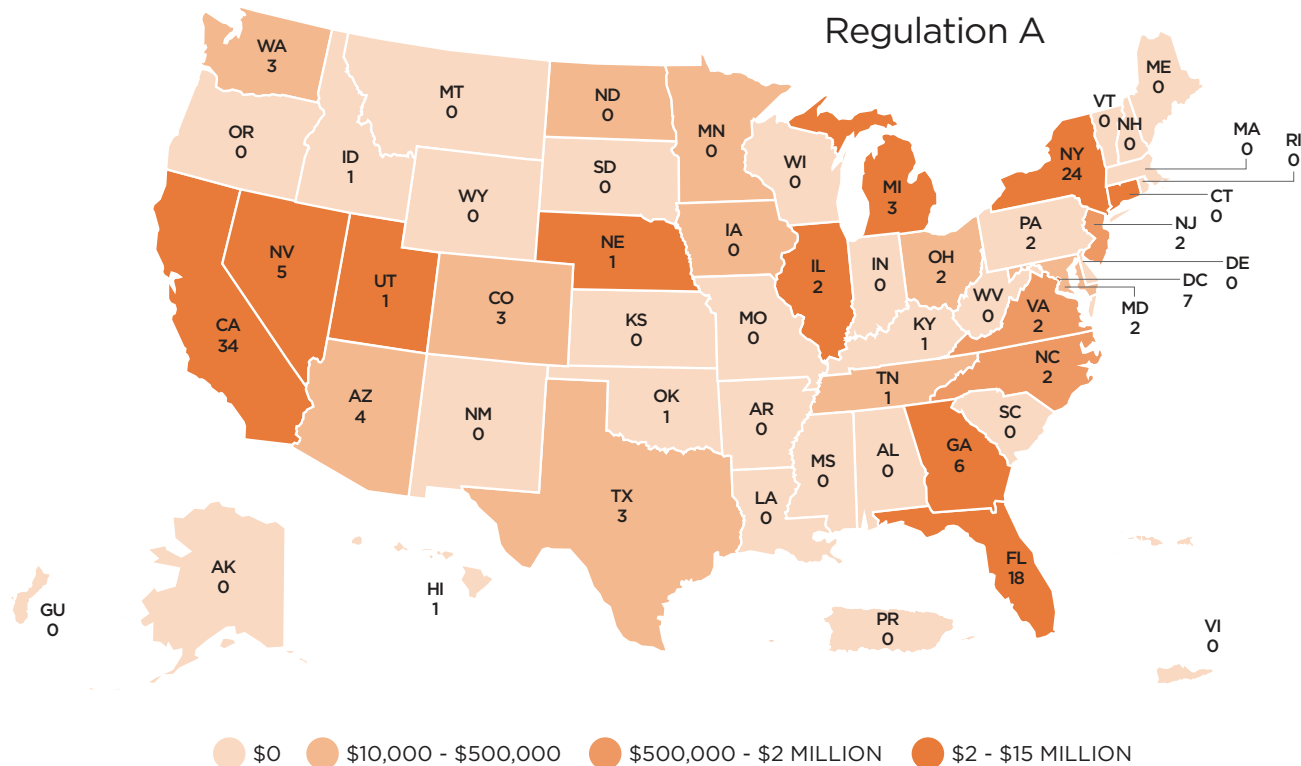 Regulation A
WA
3
OR
0
ID
1
MT
0
WY
0
ND
0
SD
0
MN
0
WI
0
MI
3
NY
24
VT
0
NH
0
ME
0
MA
0
RI
0
CT
0
NJ
2
DE
0
DC
7
MD
2
PA
2
CA
34
NV
5
UT
1
CO
3
NE
1
IA
0
IL
2
IN
0
OH
2
WV
0
VA
2
KY
1
NC
2
KS
0
MO
0
TN
1
SC
0
AZ
4
NM
0
OK
1
AR
0
TX
3
LA
0
MS
0
AL
0
GA
6
FL
18
AK
0
HI
1
GU
0
PR
0
VI
0
$0
$10,000 - $500,000
$500,000 - $2 MILLION
$2 - $15 MILLION